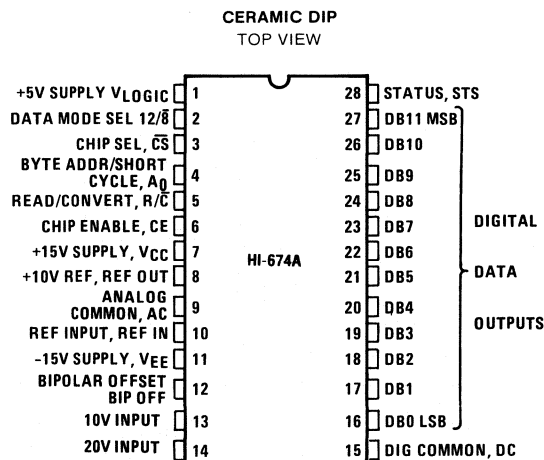 CERAMIC DIP
TOP VIEW
+5V SUPPLY VLOGIC 1
DATA MODE SEL 12/8̅ 2
CHIP SEL, C̅S̅ 3
BYTE ADDR/SHORT
CYCLE, A0 4
READ/CONVERT, R/C̅ 5
CHIP ENABLE, CE 6
+15V SUPPLY, VCC 7
+10V REF, REF OUT 8
ANALOG
COMMON, AC 9
REF INPUT, REF IN 10
-15V SUPPLY, VEE 11
BIPOLAR OFFSET
BIP OFF 12
10V INPUT 13
20V INPUT 14
HI-674A
28 STATUS, STS
27 DB11 MSB
26 DB10
25 DB9
24 DB8
23 DB7
22 DB6
21 DB5
20 DB4
19 DB3
18 DB2
17 DB1
16 DB0 LSB
15 DIG COMMON, DC
DIGITAL
DATA
OUTPUTS